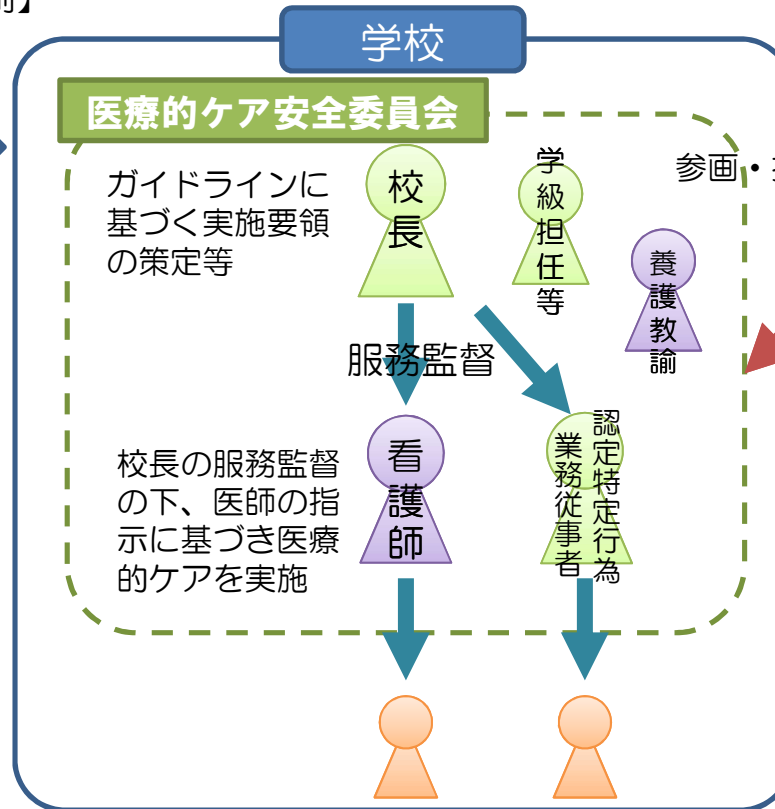 学校
医療的ケア安全委員会
ガイドラインに
基づく実施要領
の策定等
校長
学級担任等
参画・
養護教諭
服務監督
校長の服務監督
の下、医師の指
示に基づき医療
的ケアを実施
看護師
認定特定行為
業務従事者